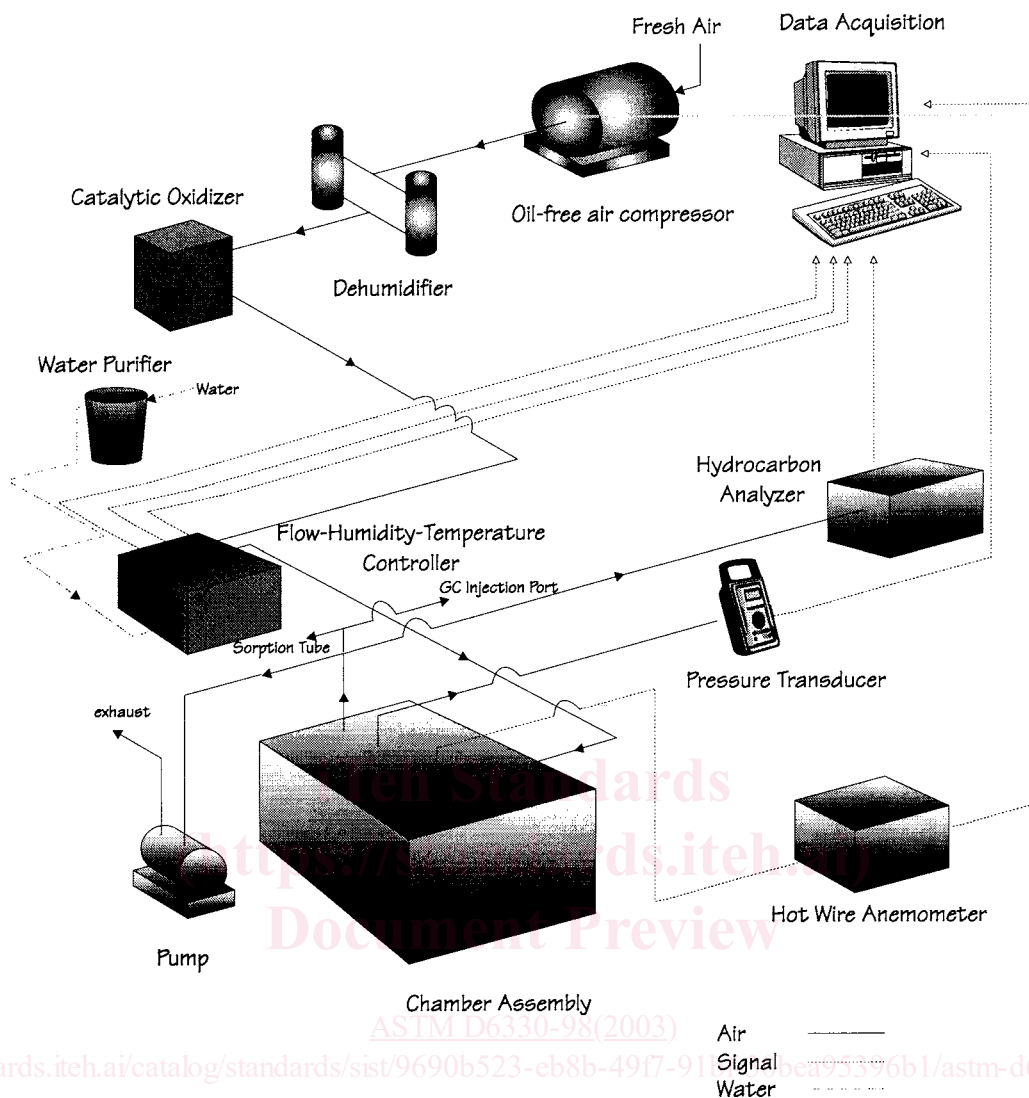 Fresh Air
Data Acquisition
Catalytic Oxidizer
Oil-free air compressor
Dehumidifier
Water Purifier
Water
Hydrocarbon
Analyzer
Flow-Humidity-Temperature
Controller
GC Injection Port
Sorption Tube
Pressure Transducer
exhaust
iTeh Standards
(https://standards.iteh.ai)
Document Preview
Hot Wire Anemometer
Pump
Chamber Assembly
ASTM D6330-98(2003)
Air
Signal
Water